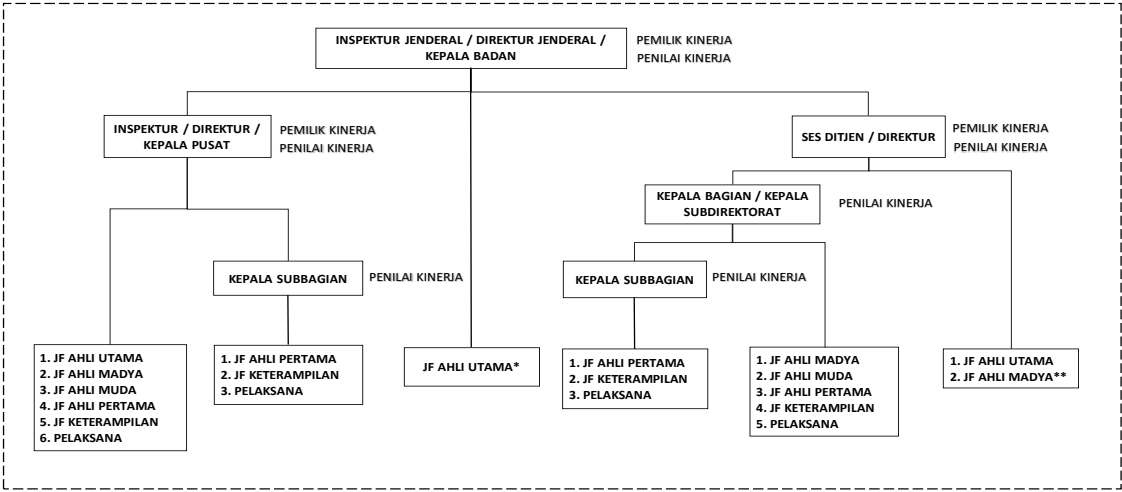 INSPEKTUR JENDERAL / DIREKTUR JENDERAL /
KEPALA BADAN
PEMILIK KINERJA
PENILAI KINERJA
INSPEKTUR / DIREKTUR /
KEPALA PUSAT
PEMILIK KINERJA
PENILAI KINERJA
SES DITJEN / DIREKTUR
PEMILIK KINERJA
PENILAI KINERJA
KEPALA BAGIAN / KEPALA
SUBDIREKTORAT
PENILAI KINERJA
KEPALA SUBBAGIAN
PENILAI KINERJA
KEPALA SUBBAGIAN
PENILAI KINERJA
1. JF AHLI UTAMA
2. JF AHLI MADYA
3. JF AHLI MUDA
4. JF AHLI PERTAMA
5. JF KETERAMPILAN
6. PELAKSANA
1. JF AHLI PERTAMA
2. JF KETERAMPILAN
3. PELAKSANA
JF AHLI UTAMA*
1. JF AHLI PERTAMA
2. JF KETERAMPILAN
3. PELAKSANA
1. JF AHLI MADYA
2. JF AHLI MUDA
3. JF AHLI PERTAMA
4. JF KETERAMPILAN
5. PELAKSANA
1. JF AHLI UTAMA
2. JF AHLI MADYA**